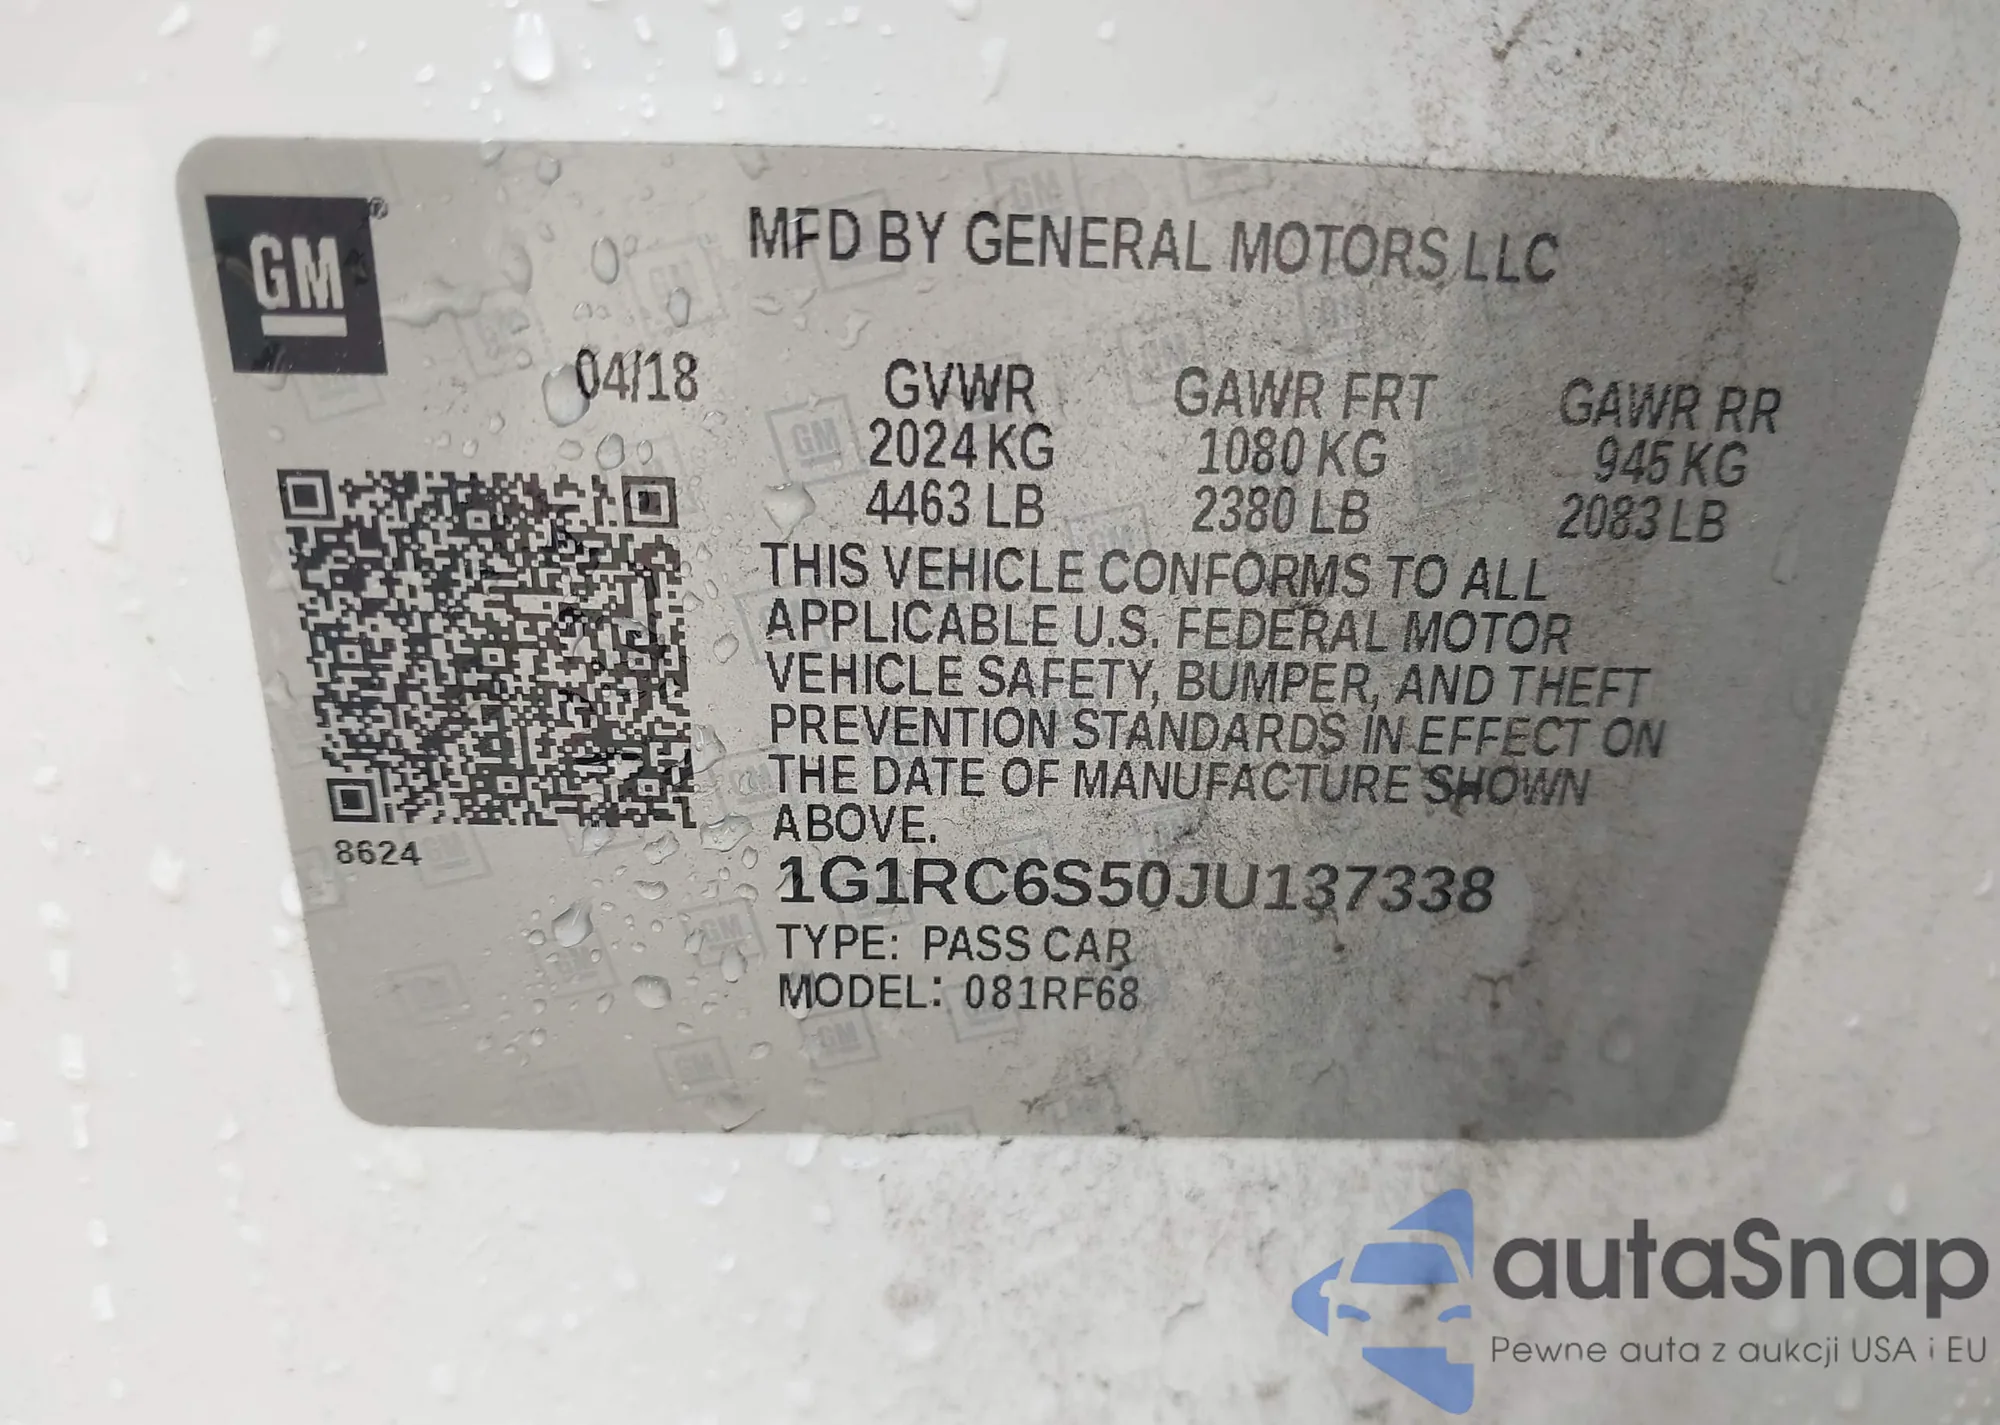 GM®
MFD BY GENERAL MOTORS LLC
04/18
GVWR GAWR FRT GAWR RR
2024 KG 1080 KG 945 KG
4463 LB 2380 LB 2083 LB
THIS VEHICLE CONFORMS TO ALL
APPLICABLE U.S. FEDERAL MOTOR
VEHICLE SAFETY, BUMPER, AND THEFT
PREVENTION STANDARDS IN EFFECT ON
THE DATE OF MANUFACTURE SHOWN
ABOVE.
8624
1G1RC6S50JU137338
TYPE: PASS CAR
MODEL: 081RF68
autaSnap
Pewne auta z aukcji USA i EU